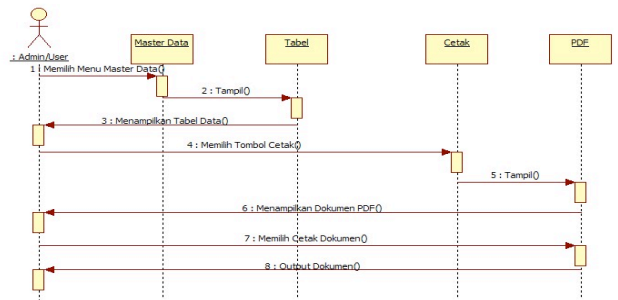 Master Data
Tabel
Cetak
PDF
: Admin/User
1 : Memilih Menu Master Data()
2 : Tampil()
3 : Menampilkan Tabel Data()
4 : Memilih Tombol Cetak()
5 : Tampil()
6 : Menampilkan Dokumen PDF()
7 : Memilih Cetak Dokumen()
8 : Output Dokumen()